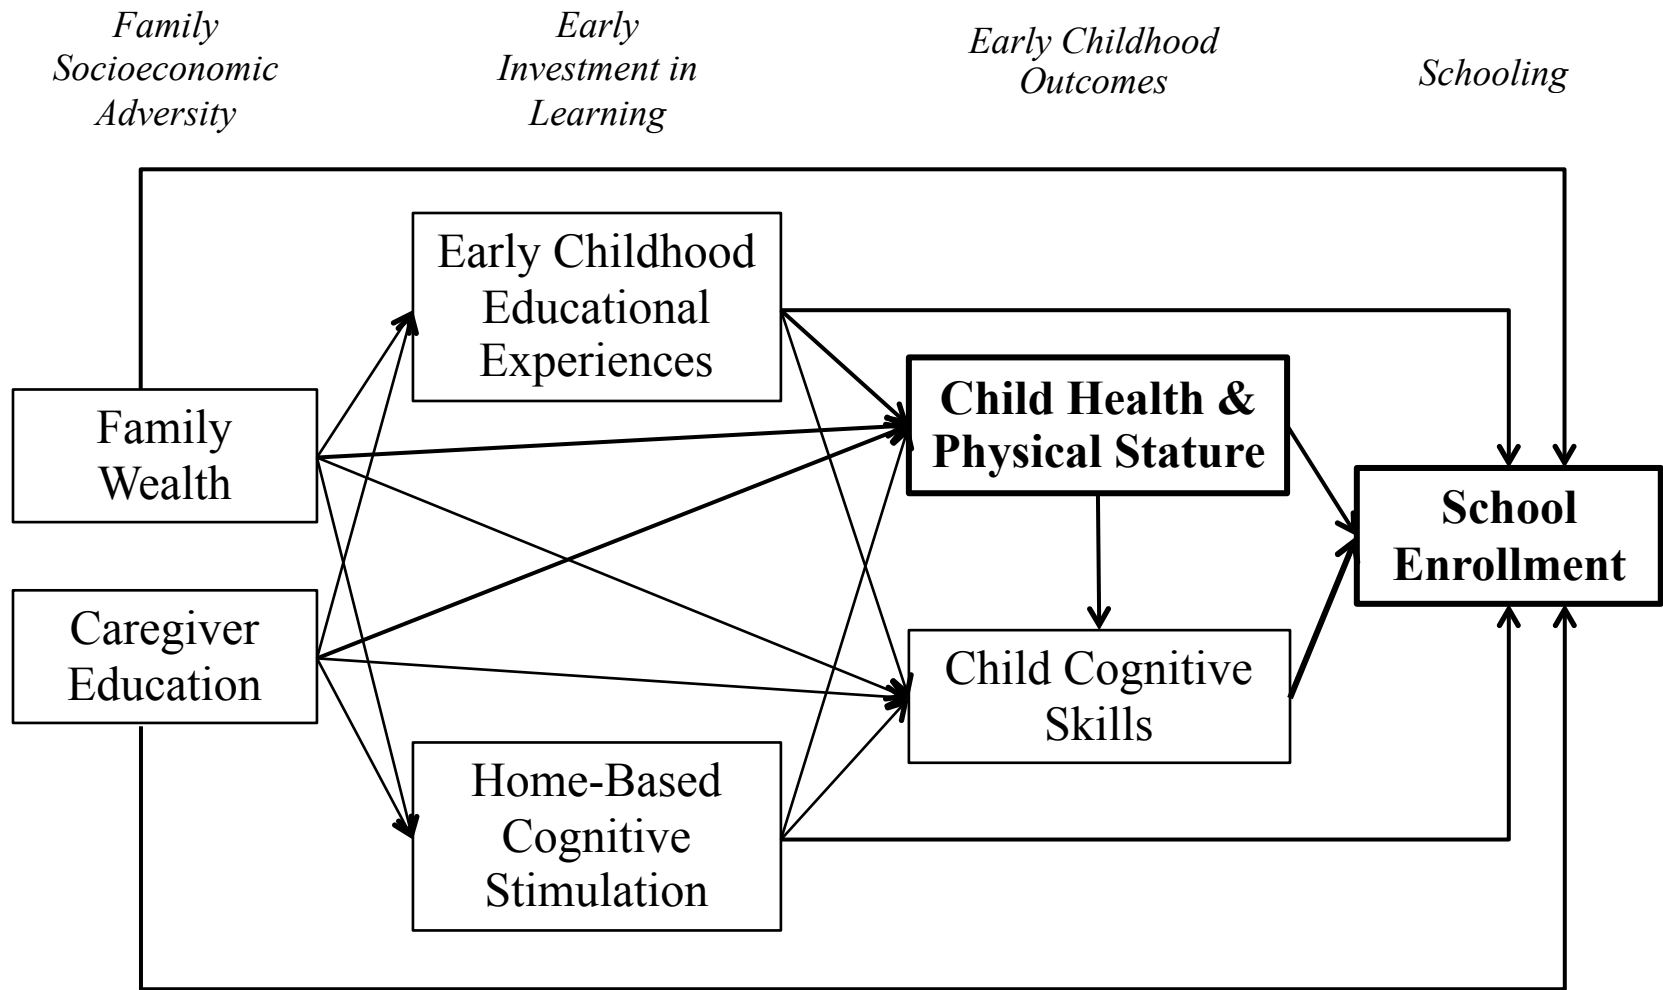 Family
Socioeconomic
Adversity
Early
Investment in
Learning
Early Childhood
Outcomes
Schooling
Early Childhood
Educational
Experiences
Family
Wealth
Child Health &
Physical Stature
School
Enrollment
Caregiver
Education
Child Cognitive
Skills
Home-Based
Cognitive
Stimulation